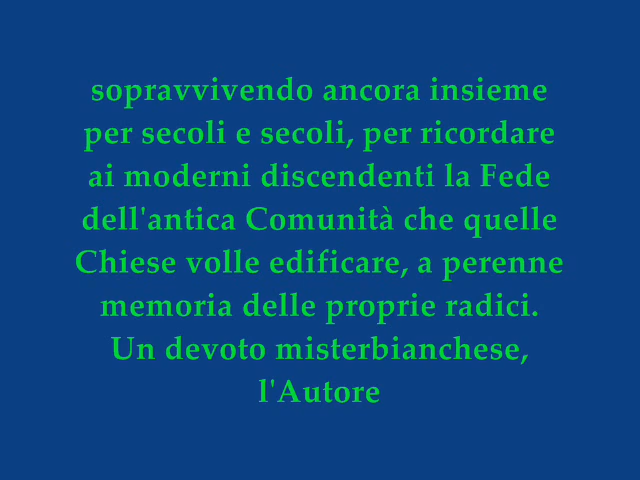 sopravvivendo ancora insieme
per secoli e secoli, per ricordare
ai moderni discendenti la Fede
dell'antica Comunità che quelle
Chiese volle edificare, a perenne
memoria delle proprie radici.
Un devoto misterbianchese,
l'Autore